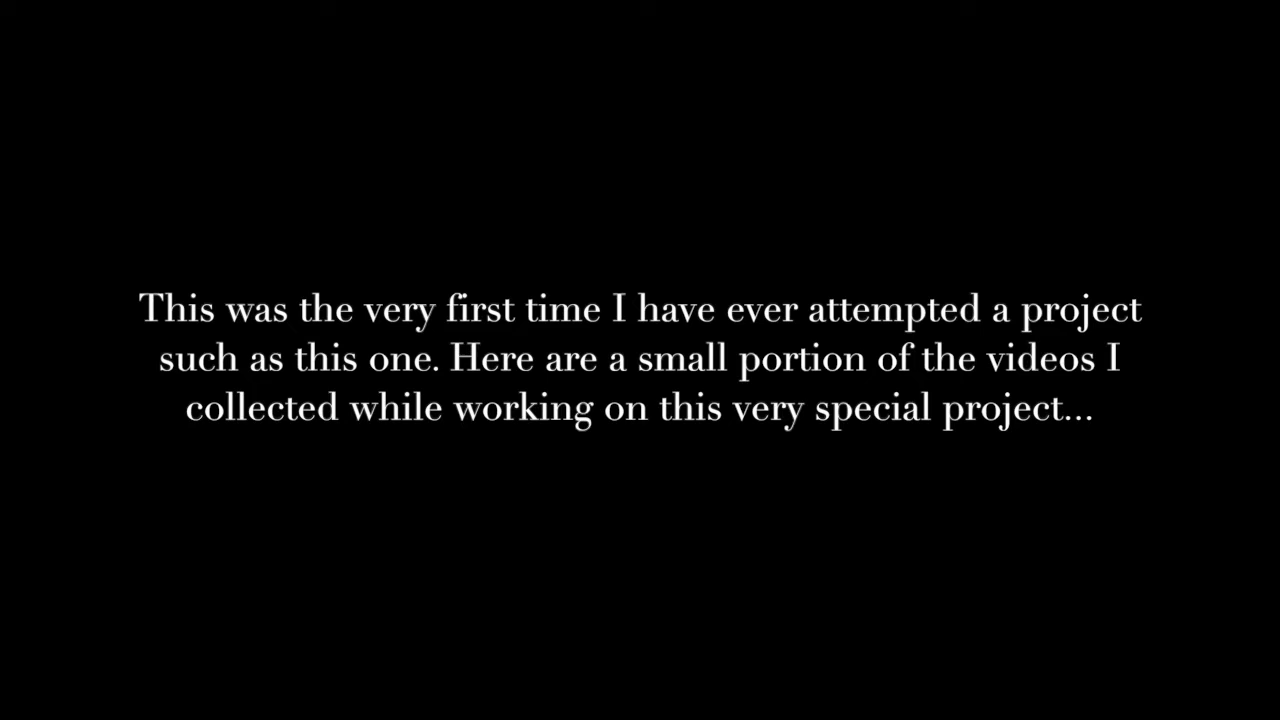 This was the very first time I have ever attempted a project
such as this one. Here are a small portion of the videos I
collected while working on this very special project...